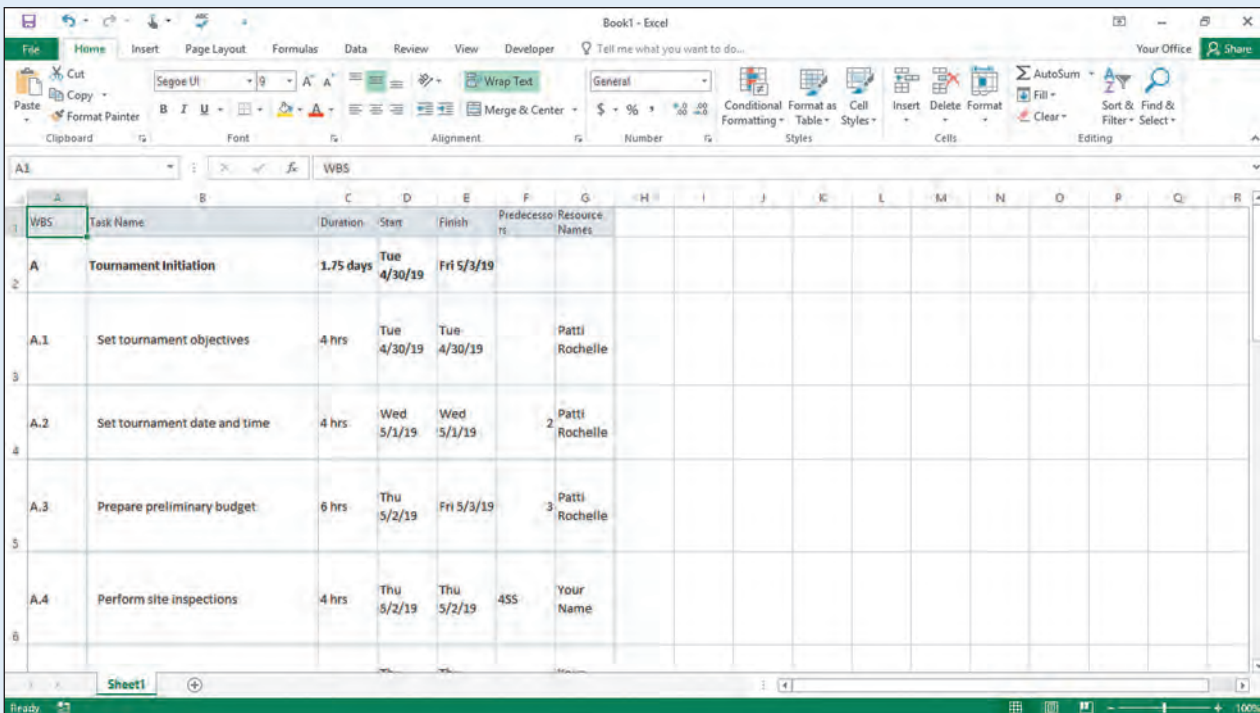 Book1 - Excel
File Home Insert Page Layout Formulas Data Review View Developer Tell me what you want to do... Your Office Share
Cut
Copy
Format Painter
Paste
Segoe UI 9 A A
B I U A
Wrap Text
Merge & Center
General
$ % ,
Conditional Formatting
Format as Table
Cell Styles
Insert Delete Format
AutoSum
Fill
Clear
Sort & Filter
Find & Select
Clipboard Font Alignment Number Styles Cells Editing
A1 fx WBS
A B C D E F G H I J K L M N O P Q R
1 WBS Task Name Duration Start Finish Predecessors Resource Names
2 A Tournament Initiation 1.75 days Tue 4/30/19 Fri 5/3/19
3 A.1 Set tournament objectives 4 hrs Tue 4/30/19 Tue 4/30/19 Patti Rochelle
4 A.2 Set tournament date and time 4 hrs Wed 5/1/19 Wed 5/1/19 2 Patti Rochelle
5 A.3 Prepare preliminary budget 6 hrs Thu 5/2/19 Fri 5/3/19 3 Patti Rochelle
6 A.4 Perform site inspections 4 hrs Thu 5/2/19 Thu 5/2/19 4SS Your Name
Sheet1
Ready 100%